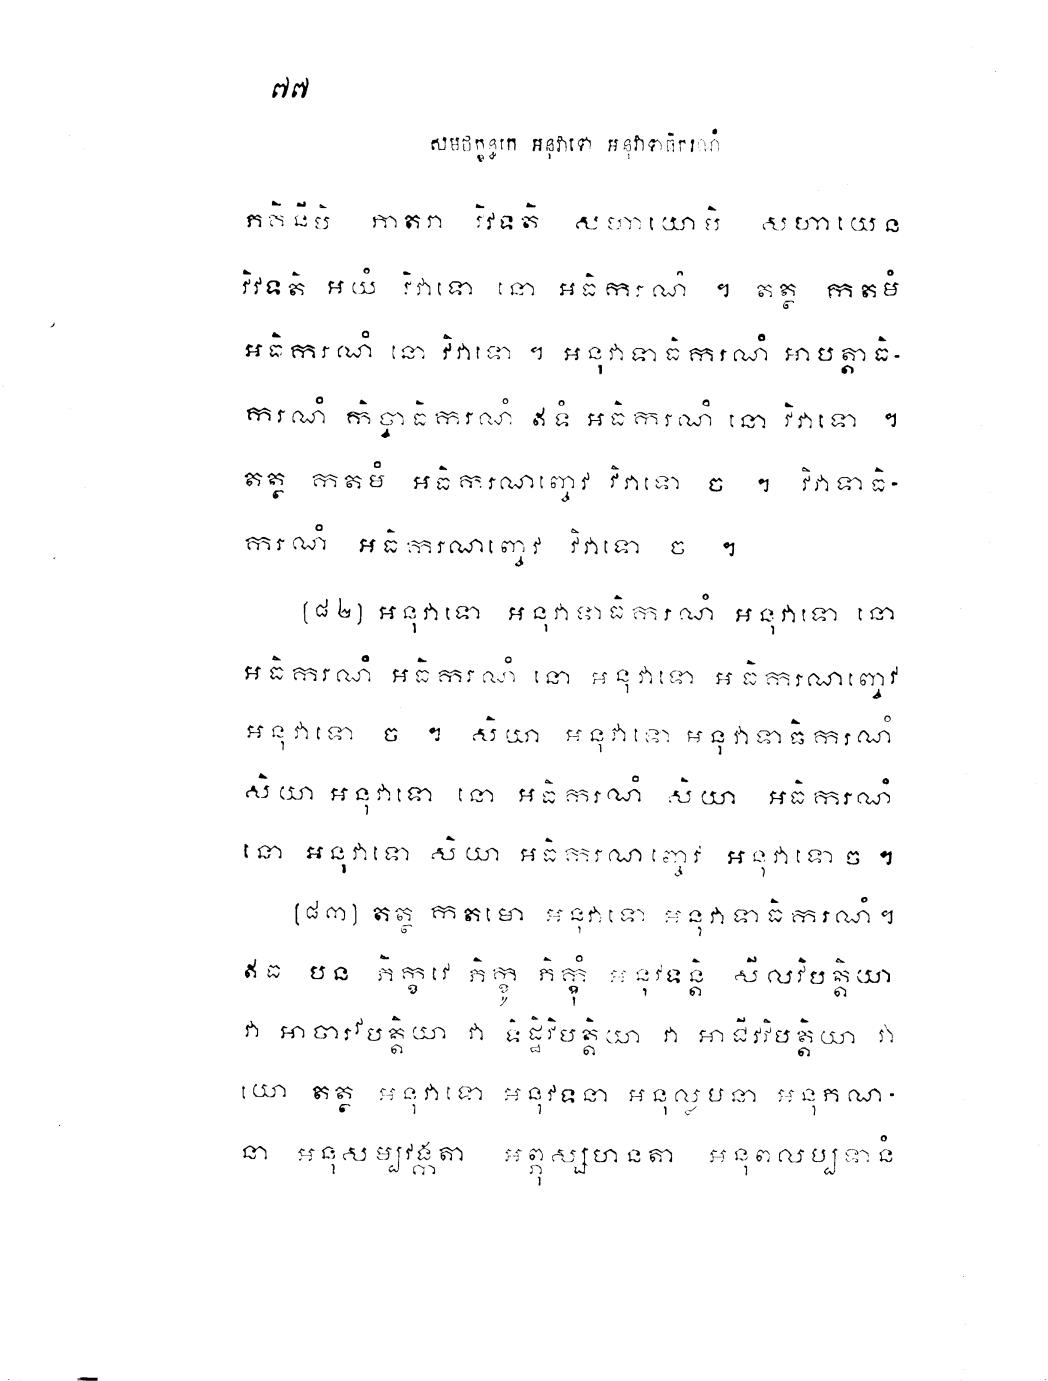 ៧៧
សមថក្ខន្ធកេ អនុវាទោ អនុវាទាធិករណំ
ភគិនីបិ ភាតរា វិវទតិ សហាយោបិ សហាយេន
វិវទតិ អយំ វិវាទោ នោ អធិករណំ ។ តត្ថ កតមំ
អធិករណំ នោ វិវាទោ ។ អនុវាទាធិករណំ អាបត្តាធិ-
ករណំ កិច្ចាធិករណំ ឥទំ អធិករណំ នោ វិវាទោ ។
តត្ថ កតមំ អធិករណញ្ចេវ វិវាទោ ច ។ វិវាទាធិ-
ករណំ អធិករណញ្ចេវ វិវាទោ ច ។
(៨២) អនុវាទោ អនុវាទាធិករណំ អនុវាទោ នោ
អធិករណំ អធិករណំ នោ អនុវាទោ អធិករណញ្ចេវ
អនុវាទោ ច ។ សិយា អនុវាទោ អនុវាទាធិករណំ
សិយា អនុវាទោ នោ អធិករណំ សិយា អធិករណំ
នោ អនុវាទោ សិយា អធិករណញ្ចេវ អនុវាទោ ច ។
(៨៣) តត្ថ កតមោ អនុវាទោ អនុវាទាធិករណំ។
ឥធ បន ភិក្ខវេ ភិក្ខូ ភិក្ខុំ អនុវទន្តិ សីលវិបត្តិយា
វា អាចារវិបត្តិយា វា ទិដ្ឋិវិបត្តិយា វា អាជីវវិបត្តិយា វា
យោ តត្ថ អនុវាទោ អនុវទនា អនុល្លបនា អនុភណ-
នា អនុសម្បវង្កតា អព្ភុស្សហនតា អនុពលប្បទានំ